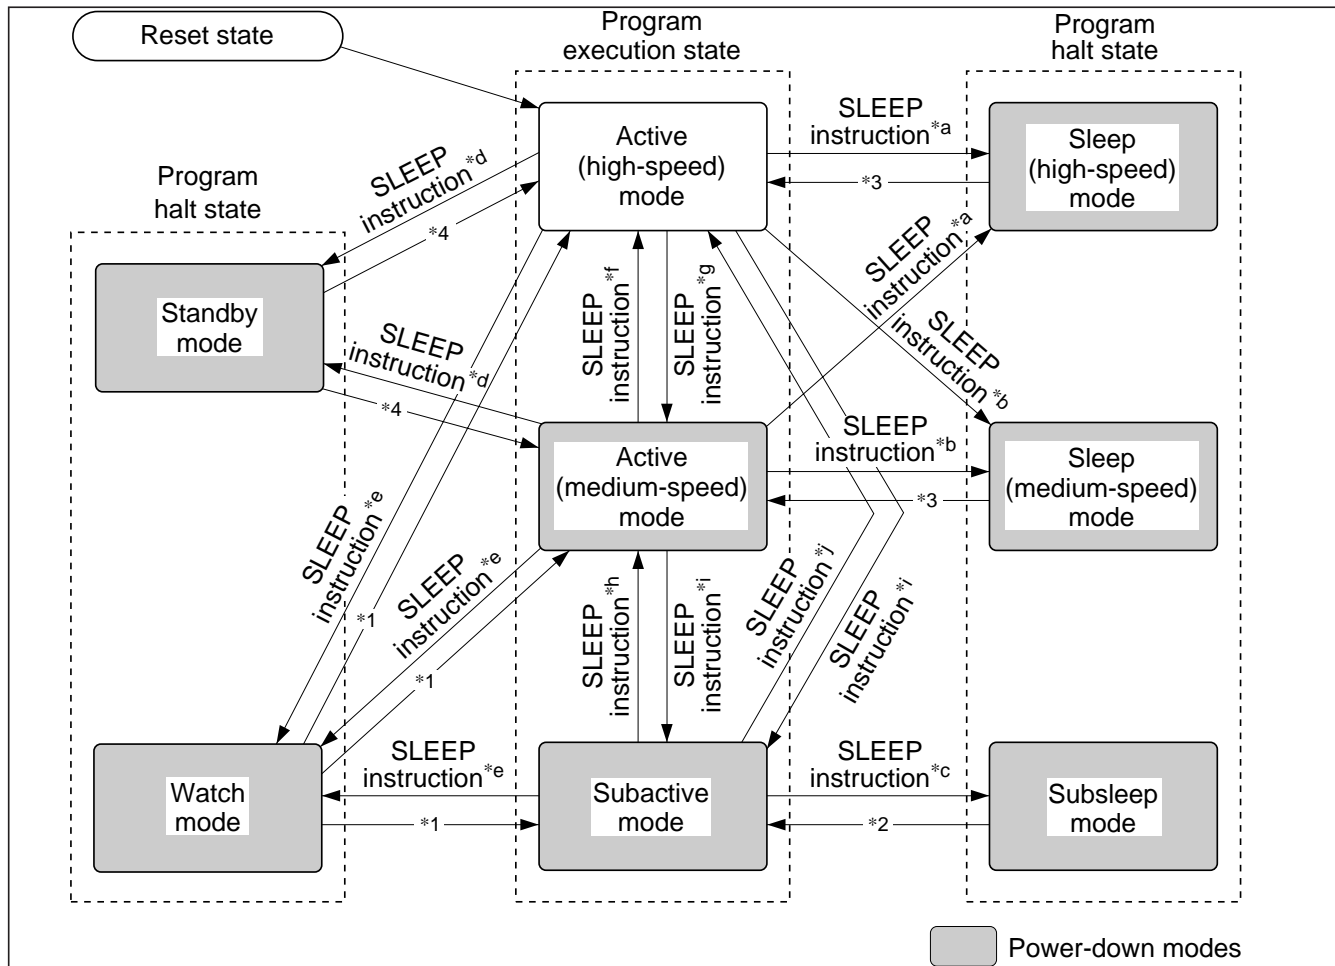 Reset state
Program
execution state
Program
halt state
Program
halt state
Active
(high-speed)
mode
SLEEP
instruction*a
*3
Sleep
(high-speed)
mode
SLEEP
instruction*d
*4
Standby
mode
SLEEP
instruction*d
*4
SLEEP
instruction*f
SLEEP
instruction*g
SLEEP
instruction*a
SLEEP
instruction*b
Active
(medium-speed)
mode
SLEEP
instruction*b
*3
Sleep
(medium-speed)
mode
SLEEP
instruction*e
*1
SLEEP
instruction*e
*1
SLEEP
instruction*h
SLEEP
instruction*i
SLEEP
instruction*j
SLEEP
instruction*i
Watch
mode
SLEEP
instruction*e
*1
Subactive
mode
SLEEP
instruction*c
*2
Subsleep
mode
Power-down modes